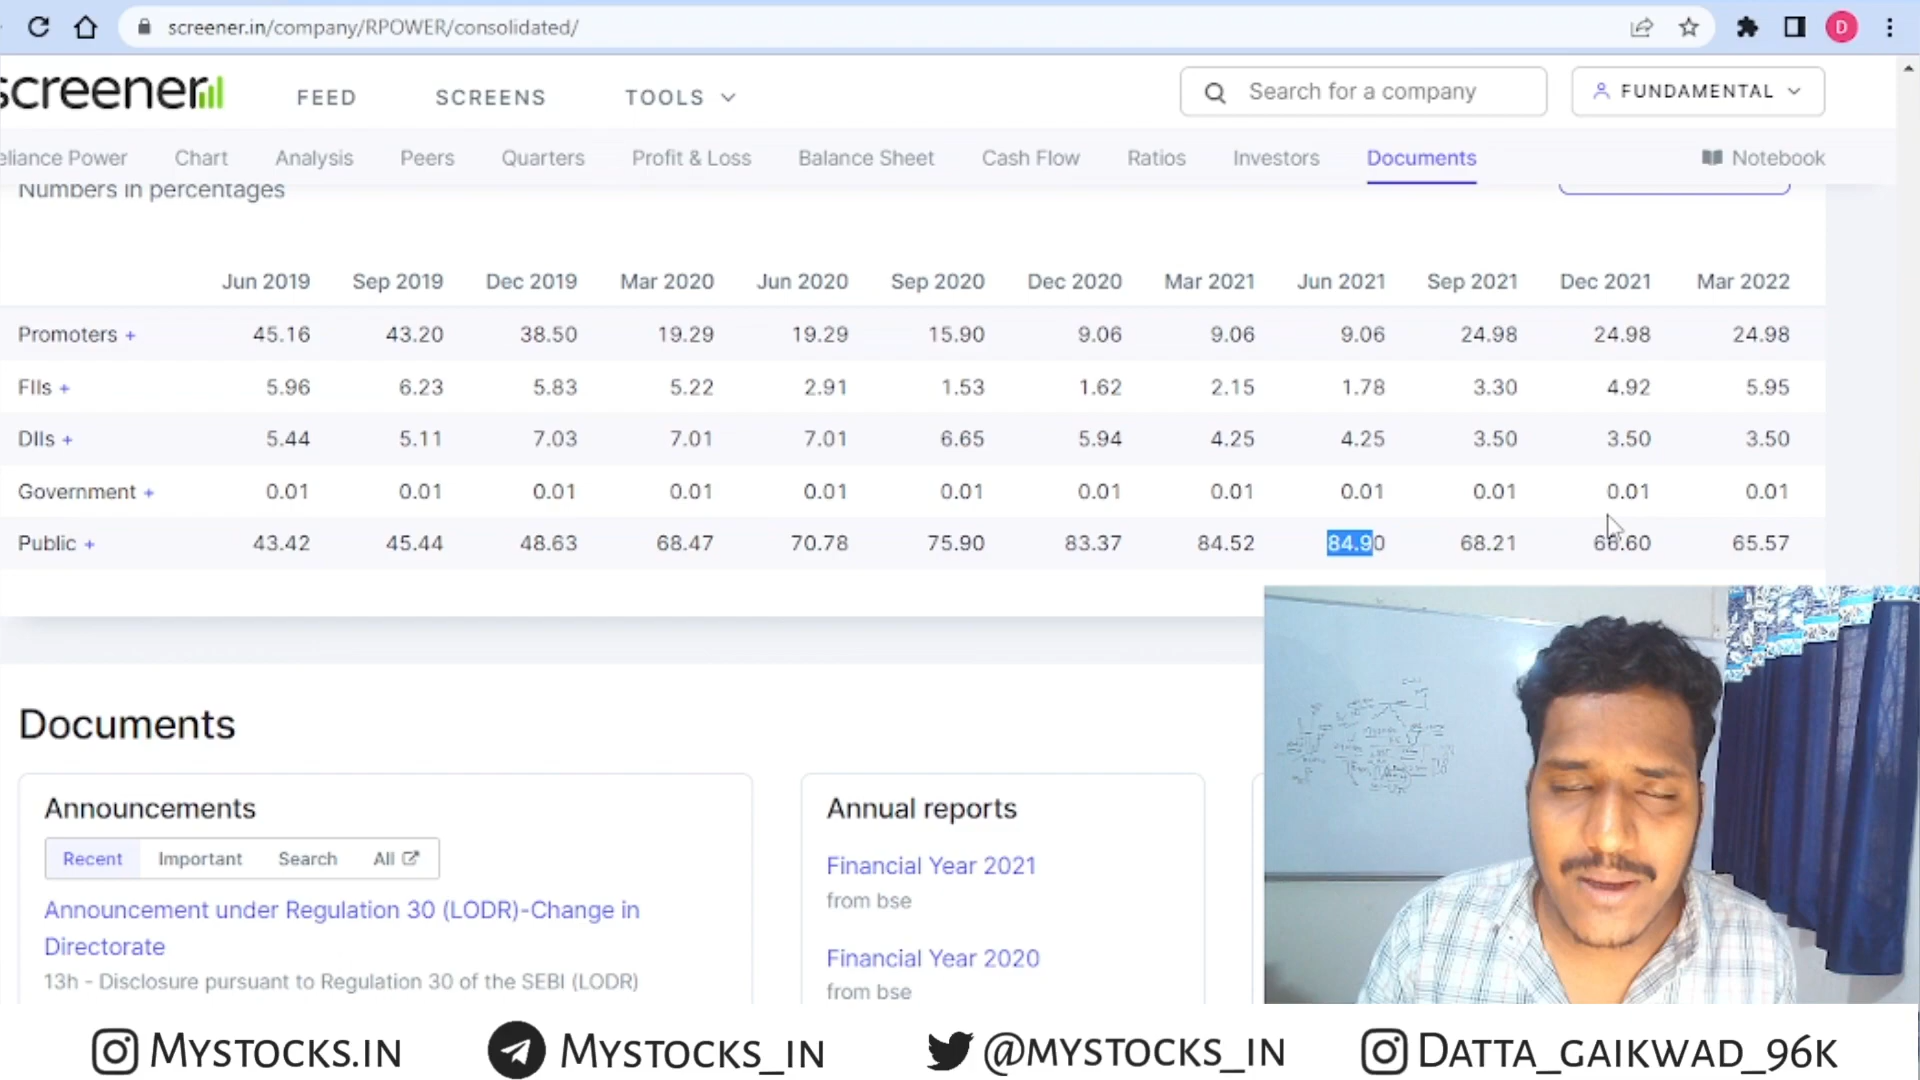 screener.in/company/RPOWER/consolidated/
D
screener
FEED SCREENS TOOLS
Search for a company
FUNDAMENTAL
eliance Power Chart Analysis Peers Quarters Profit & Loss Balance Sheet Cash Flow Ratios Investors Documents Notebook
Numbers in percentages
Jun 2019 Sep 2019 Dec 2019 Mar 2020 Jun 2020 Sep 2020 Dec 2020 Mar 2021 Jun 2021 Sep 2021 Dec 2021 Mar 2022
Promoters + 45.16 43.20 38.50 19.29 19.29 15.90 9.06 9.06 9.06 24.98 24.98 24.98
FIIs + 5.96 6.23 5.83 5.22 2.91 1.53 1.62 2.15 1.78 3.30 4.92 5.95
DIIs + 5.44 5.11 7.03 7.01 7.01 6.65 5.94 4.25 4.25 3.50 3.50 3.50
Government + 0.01 0.01 0.01 0.01 0.01 0.01 0.01 0.01 0.01 0.01 0.01 0.01
Public + 43.42 45.44 48.63 68.47 70.78 75.90 83.37 84.52 84.90 68.21 66.60 65.57
Documents
Announcements
Recent Important Search All
Announcement under Regulation 30 (LODR)-Change in
Directorate
13h - Disclosure pursuant to Regulation 30 of the SEBI (LODR)
Annual reports
Financial Year 2021
from bse
Financial Year 2020
from bse
MYSTOCKS.IN MYSTOCKS_IN @MYSTOCKS_IN DATTA_GAIKWAD_96K